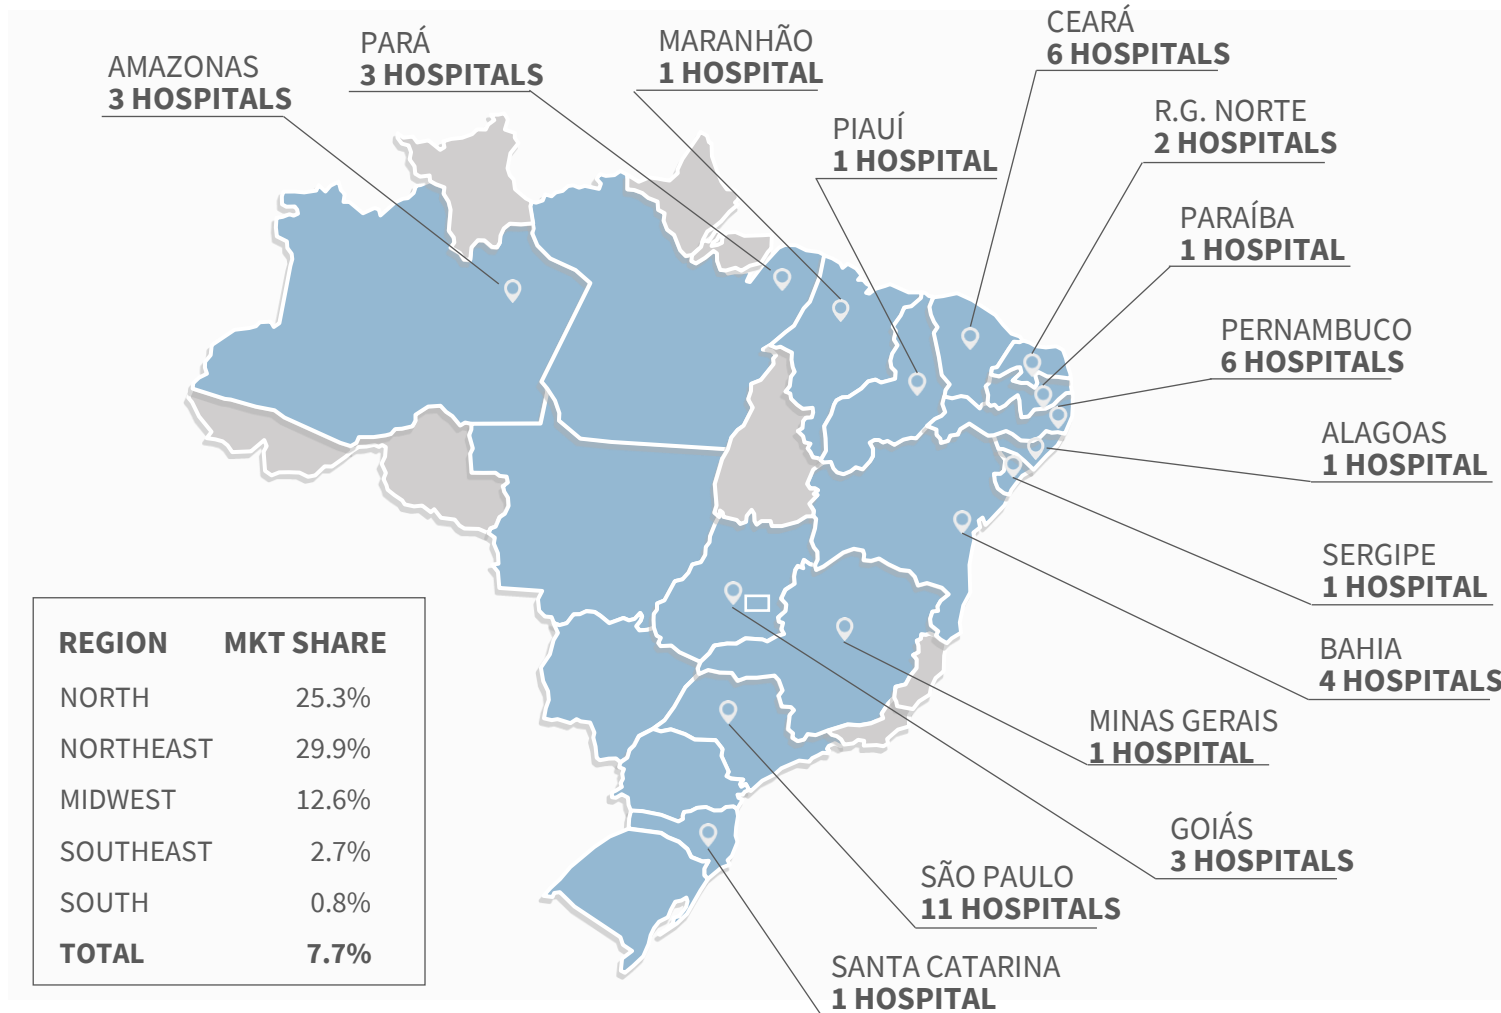 CEARÁ
6 HOSPITALS
PARÁ
3 HOSPITALS
MARANHÃO
1 HOSPITAL
AMAZONAS
3 HOSPITALS
R.G. NORTE
2 HOSPITALS
PIAUÍ
1 HOSPITAL
PARAÍBA
1 HOSPITAL
PERNAMBUCO
6 HOSPITALS
ALAGOAS
1 HOSPITAL
SERGIPE
1 HOSPITAL
BAHIA
4 HOSPITALS
MINAS GERAIS
1 HOSPITAL
GOIÁS
3 HOSPITALS
SÃO PAULO
11 HOSPITALS
SANTA CATARINA
1 HOSPITAL
REGION MKT SHARE
NORTH 25.3%
NORTHEAST 29.9%
MIDWEST 12.6%
SOUTHEAST 2.7%
SOUTH 0.8%
TOTAL 7.7%